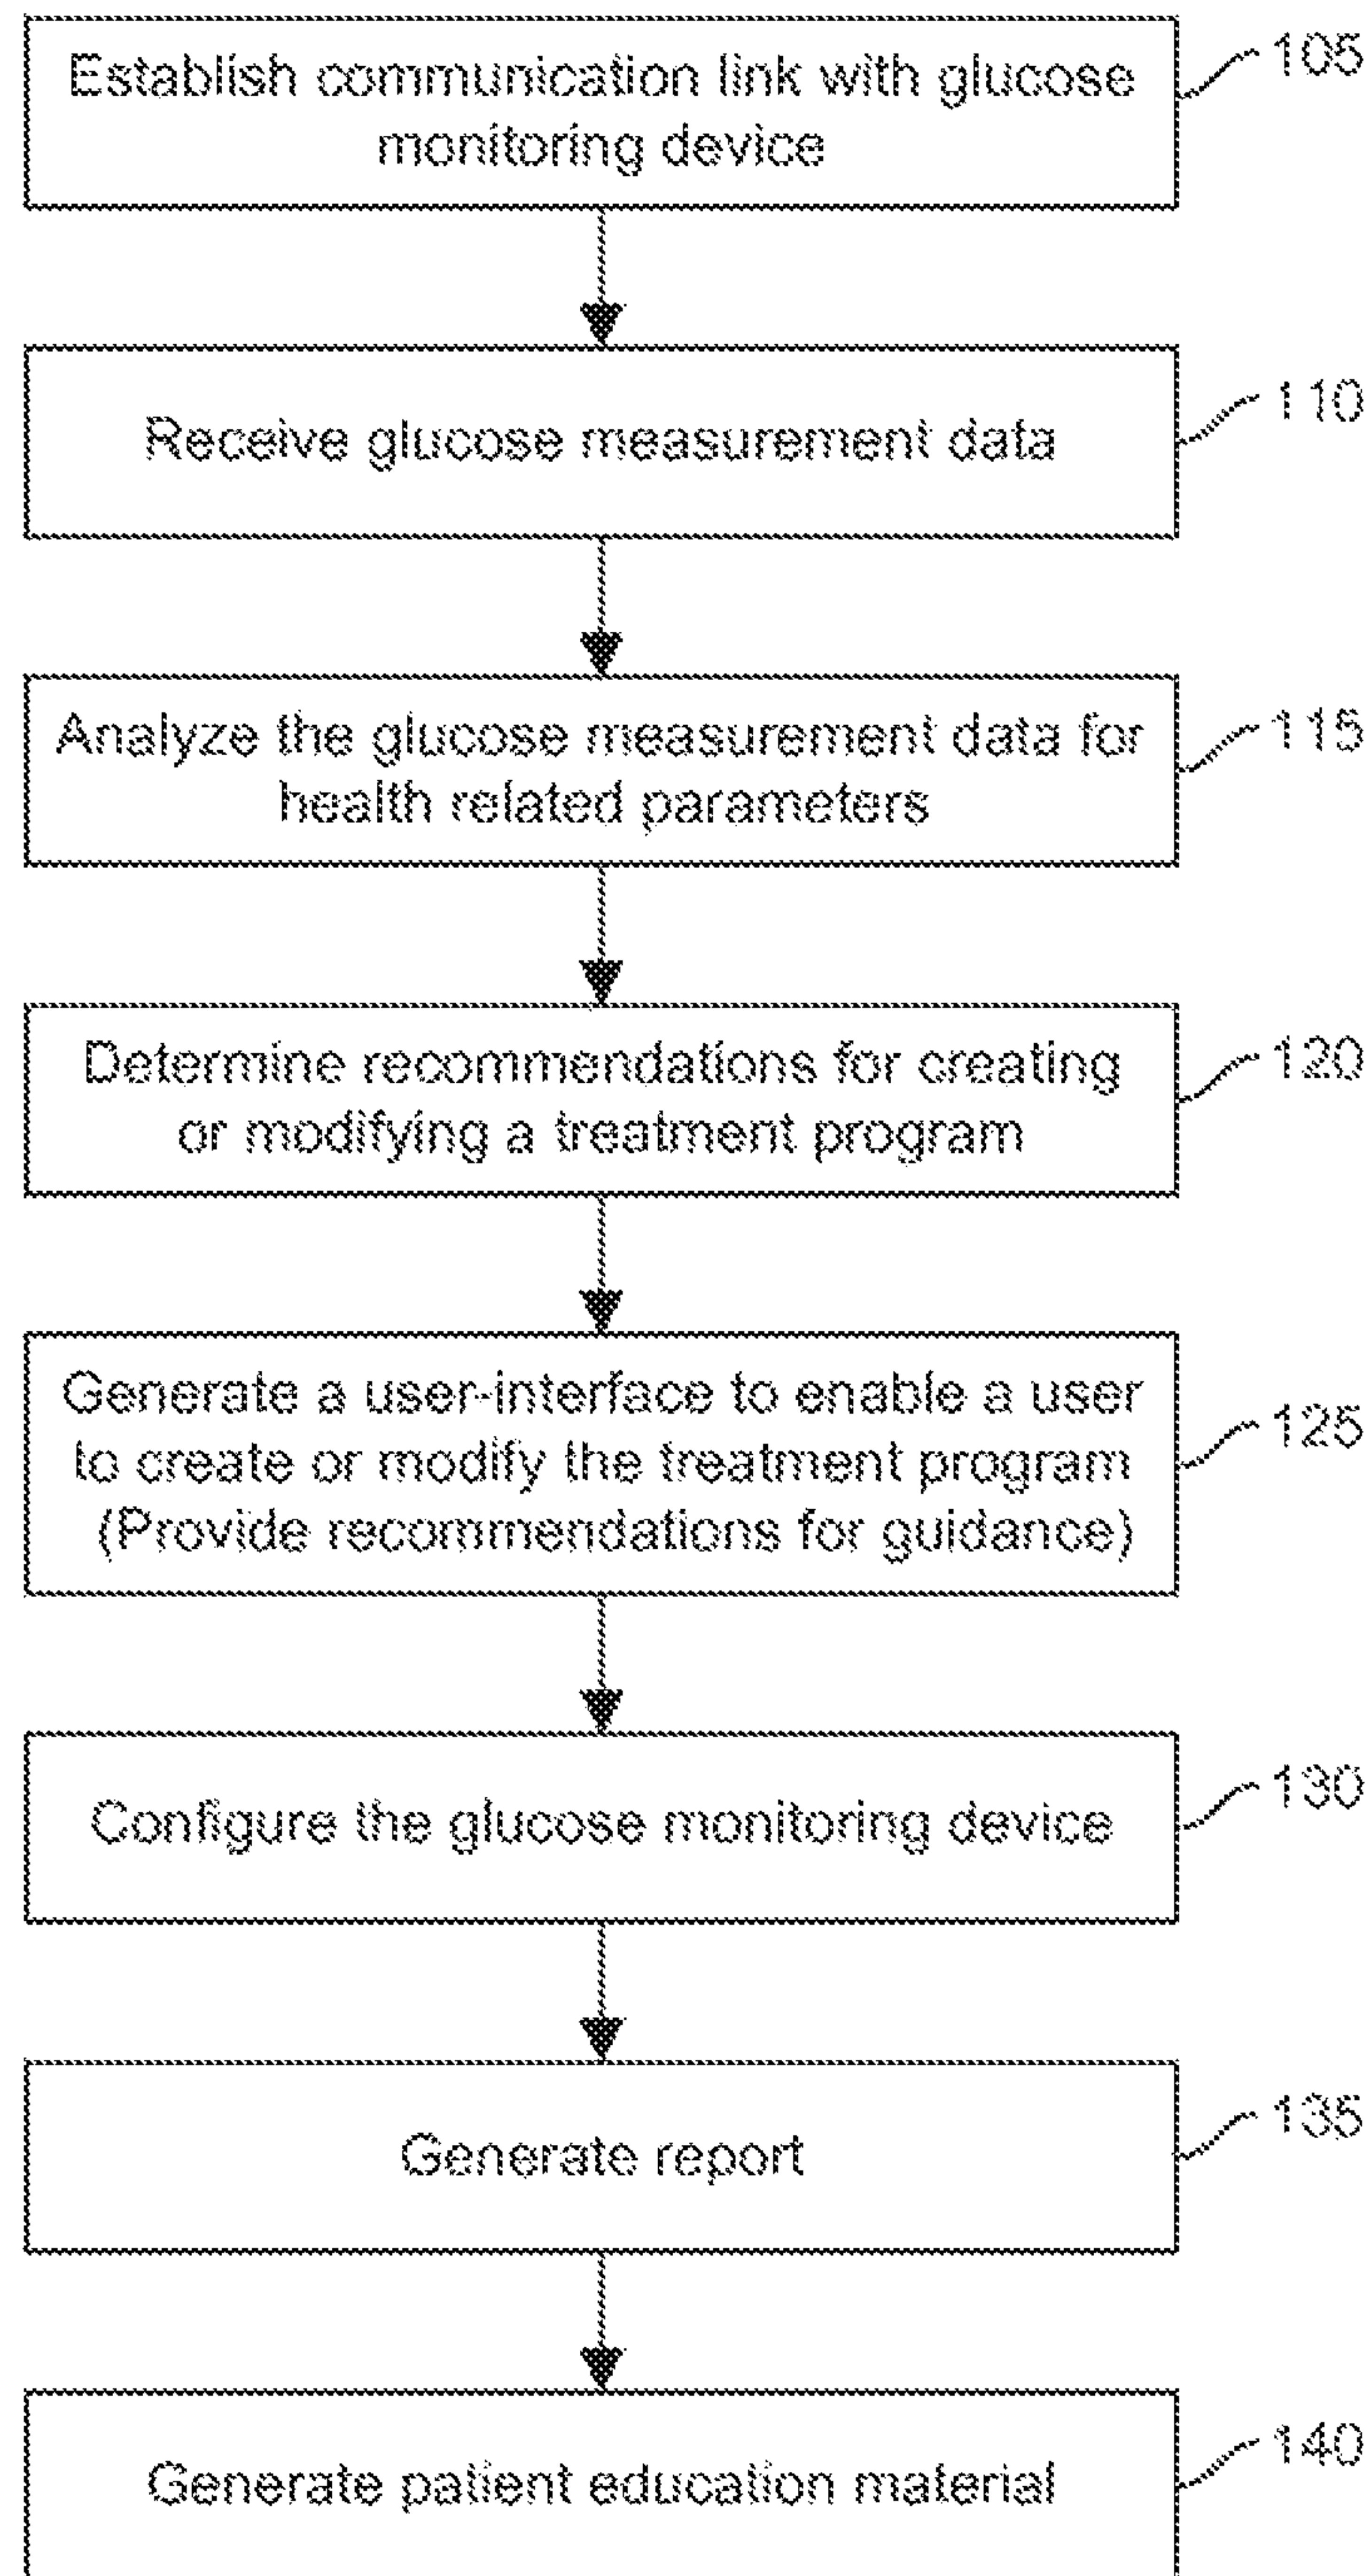 Establish communication link with glucose
monitoring device
105
Receive glucose measurement data
110
Analyze the glucose measurement data for
health related parameters
115
Determine recommendations for creating
or modifying a treatment program
120
Generate a user-interface to enable a user
to create or modify the treatment program
(Provide recommendations for guidance)
125
Configure the glucose monitoring device
130
Generate report
135
Generate patient education material
140